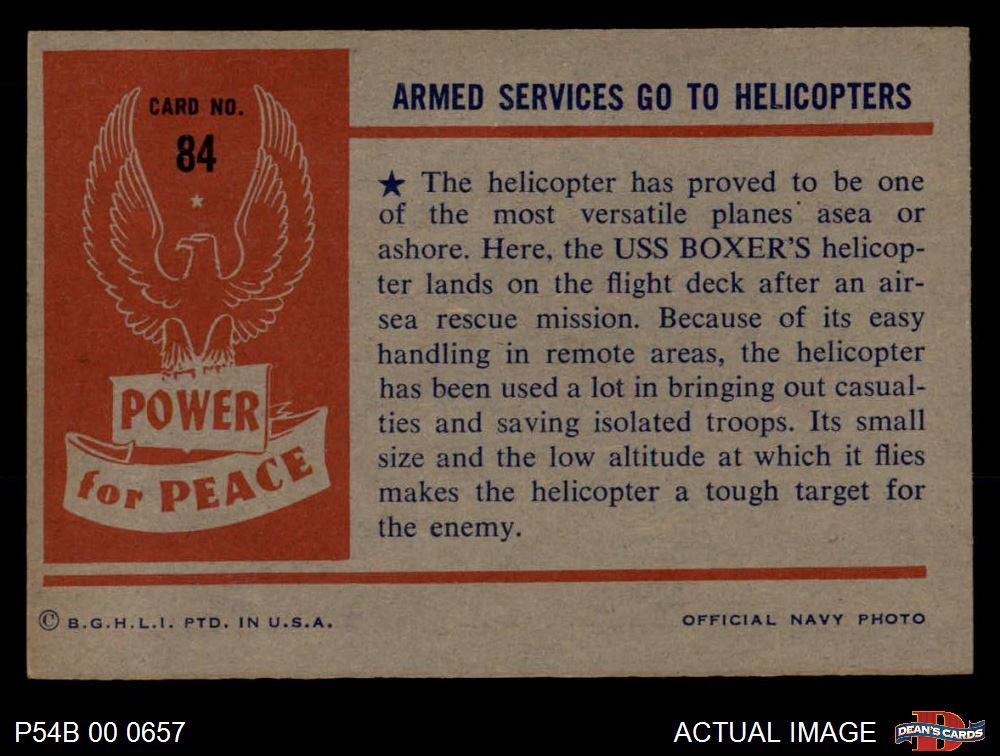 CARD NO.
84
POWER
for PEACE
ARMED SERVICES GO TO HELICOPTERS
★ The helicopter has proved to be one
of the most versatile planes asea or
ashore. Here, the USS BOXER'S helicop-
ter lands on the flight deck after an air-
sea rescue mission. Because of its easy
handling in remote areas, the helicopter
has been used a lot in bringing out casual-
ties and saving isolated troops. Its small
size and the low altitude at which it flies
makes the helicopter a tough target for
the enemy.
© B.G.H.L.I. PTD. IN U.S.A.
OFFICIAL NAVY PHOTO
P54B 00 0657
ACTUAL IMAGE
D
DEAN'S CARDS